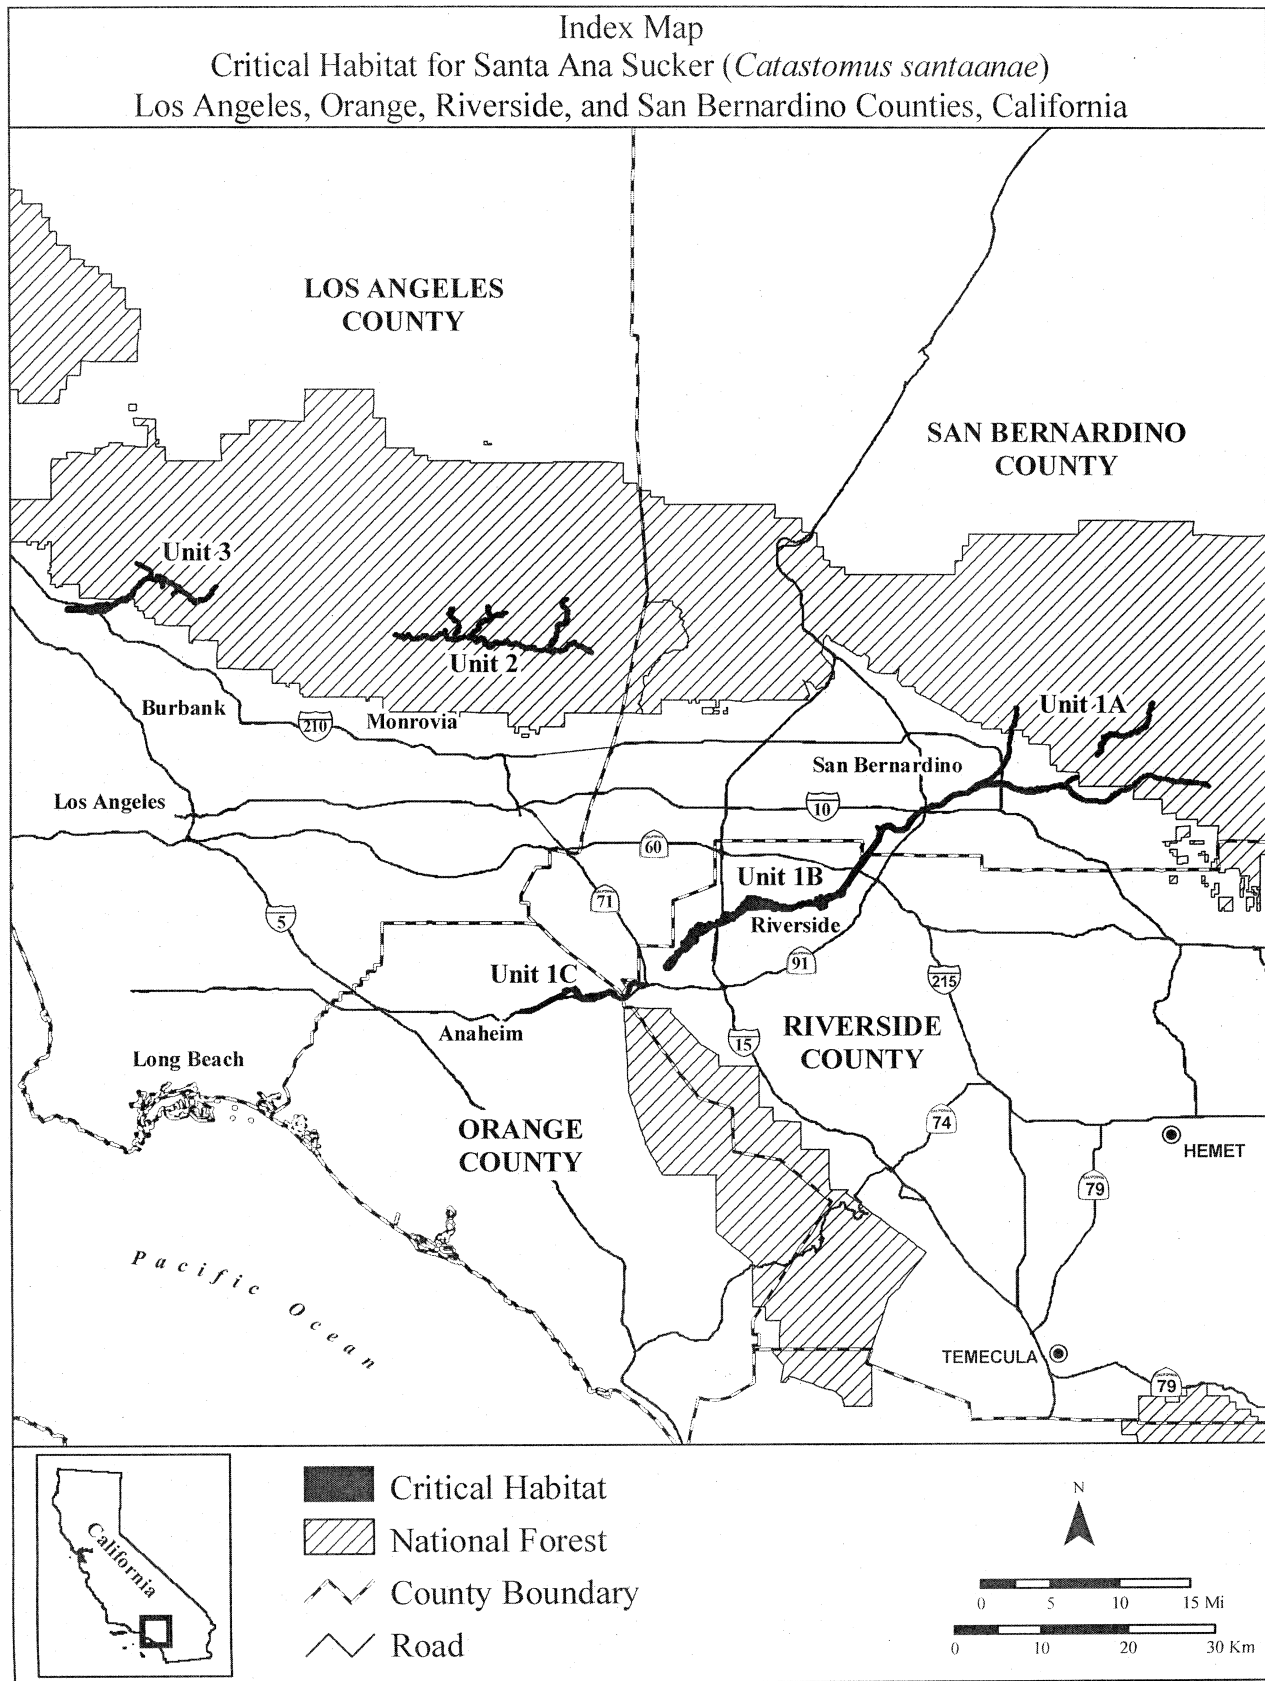 Index Map
Critical Habitat for Santa Ana Sucker (Catastomus santaanae)
Los Angeles, Orange, Riverside, and San Bernardino Counties, California
LOS ANGELES
COUNTY
SAN BERNARDINO
COUNTY
Unit 3
Unit 2
Unit 1A
Burbank
210
Monrovia
San Bernardino
Los Angeles
10
60
Unit 1B
71
5
Riverside
91
Unit 1C
215
Anaheim
RIVERSIDE
COUNTY
15
Long Beach
ORANGE
COUNTY
74
HEMET
79
Pacific Ocean
TEMECULA
79
California
Critical Habitat
National Forest
County Boundary
Road
N
0 5 10 15 Mi
0 10 20 30 Km